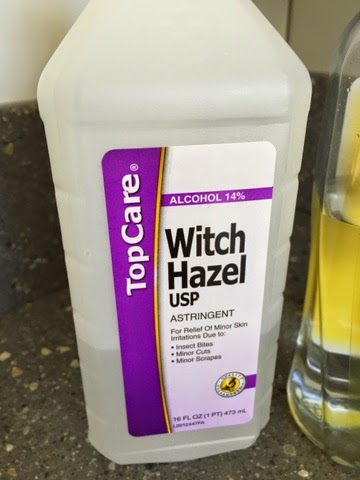 TopCare®
ALCOHOL 14%
Witch
Hazel
USP
ASTRINGENT
For Relief Of Minor Skin
Irritations Due to:
• Insect Bites
• Minor Cuts
• Minor Scrapes
16 FL OZ (1 PT) 473 mL